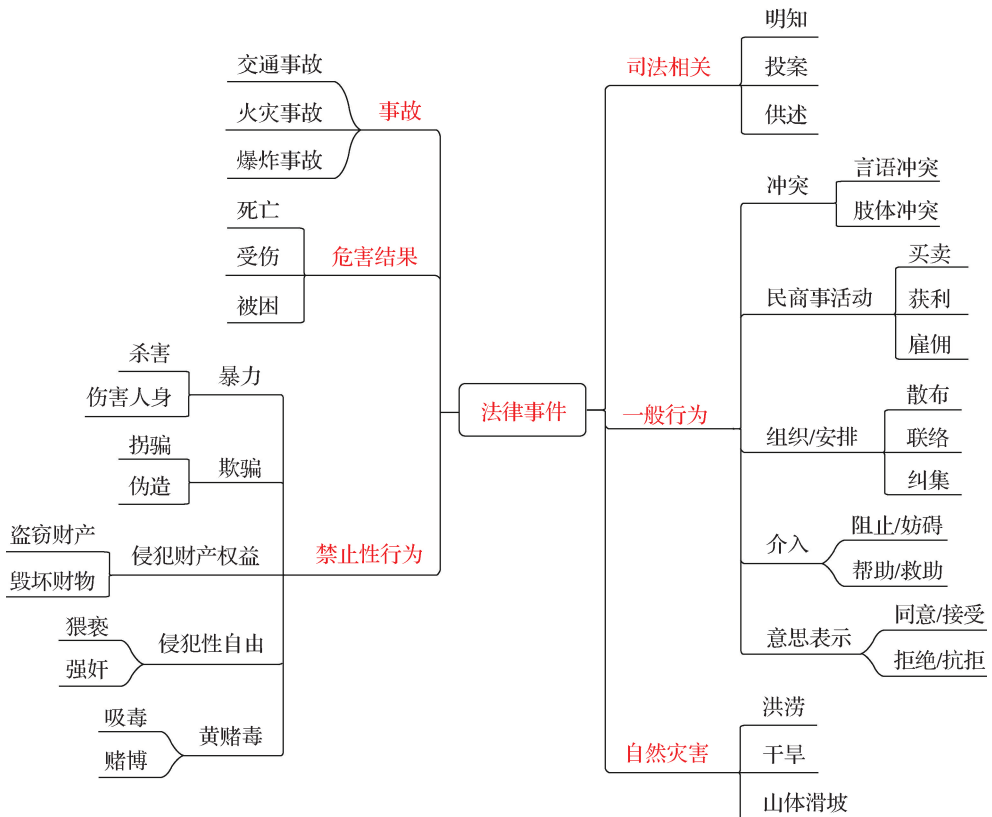 法律事件
事故
交通事故
火灾事故
爆炸事故
危害结果
死亡
受伤
被困
禁止性行为
暴力
杀害
伤害人身
欺骗
拐骗
伪造
侵犯财产权益
盗窃财产
毁坏财物
侵犯性自由
猥亵
强奸
黄赌毒
吸毒
赌博
司法相关
明知
投案
供述
一般行为
冲突
言语冲突
肢体冲突
民商事活动
买卖
获利
雇佣
组织/安排
散布
联络
纠集
介入
阻止/妨碍
帮助/救助
意思表示
同意/接受
拒绝/抗拒
自然灾害
洪涝
干旱
山体滑坡